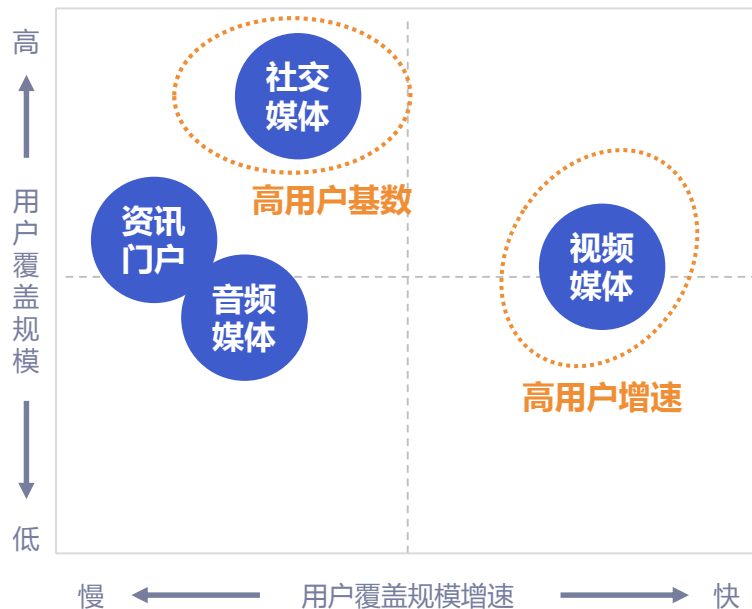 高
社交
媒体
高用户基数
资讯
门户
用户覆盖规模
视频
媒体
音频
媒体
高用户增速
低
慢
用户覆盖规模增速
快